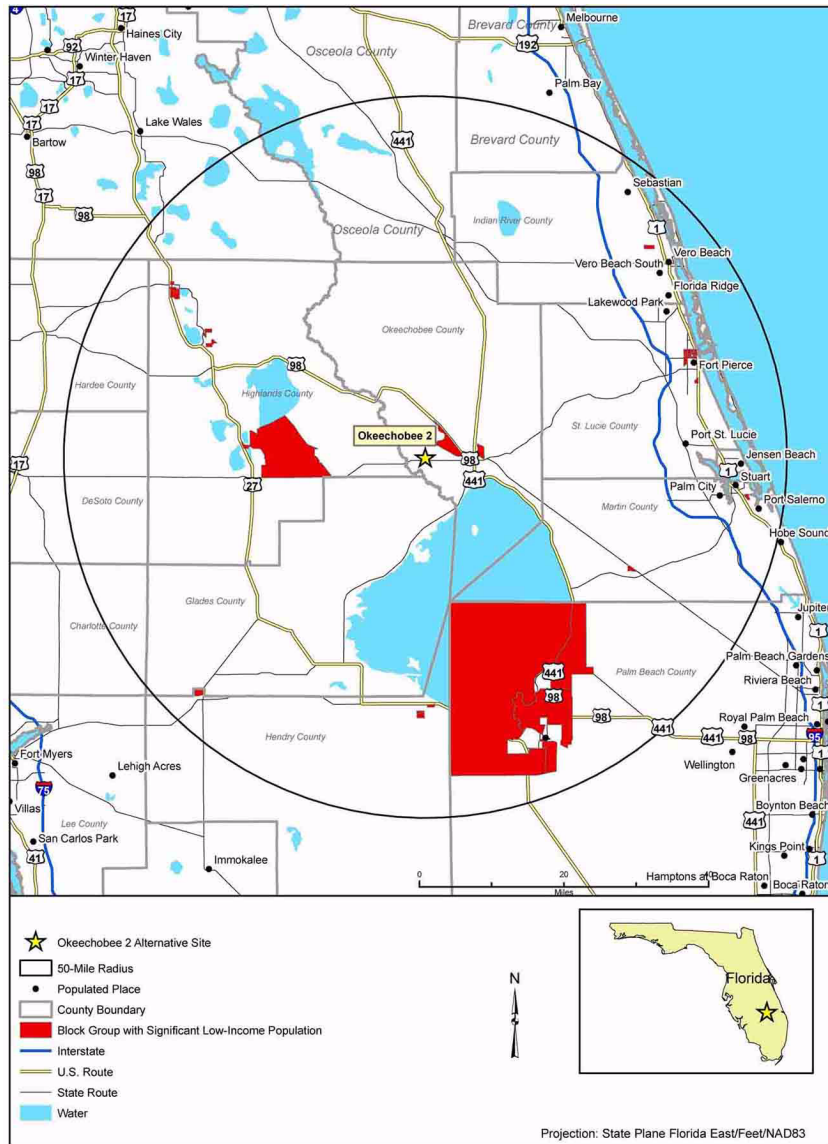 4
17
Haines City
92
Winter Haven
17
Osceola County
Brevard County
Melbourne
192
Palm Bay
17
Lake Wales
17
Bartow
441
Brevard County
98
17
98
Sebastian
Osceola County
Indian River County
1
Vero Beach
Vero Beach South
Florida Ridge
Lakewood Park
Okeechobee County
98
Fort Pierce
Hardee County
Highlands County
St. Lucie County
Okeechobee 2
Port St. Lucie
98
Jensen Beach
17
1
Stuart
27
441
Palm City
DeSoto County
Martin County
Port Salerno
Hobe Sound
Glades County
Jupiter
Charlotte County
1
Palm Beach Gardens
441
Palm Beach County
Riviera Beach
98
98
Royal Palm Beach
441
441
98
95
Hendry County
Fort Myers
Wellington
1
Lehigh Acres
Greenacres
75
Villas
Boynton Beach
Lee County
441
San Carlos Park
Kings Point
41
1
Immokalee
Hamptons at Boca Raton
0
20
40
Miles
Boca Raton
Okeechobee 2 Alternative Site
50-Mile Radius
Populated Place
County Boundary
Block Group with Significant Low-Income Population
Interstate
U.S. Route
State Route
Water
N
Florida
Projection: State Plane Florida East/Feet/NAD83